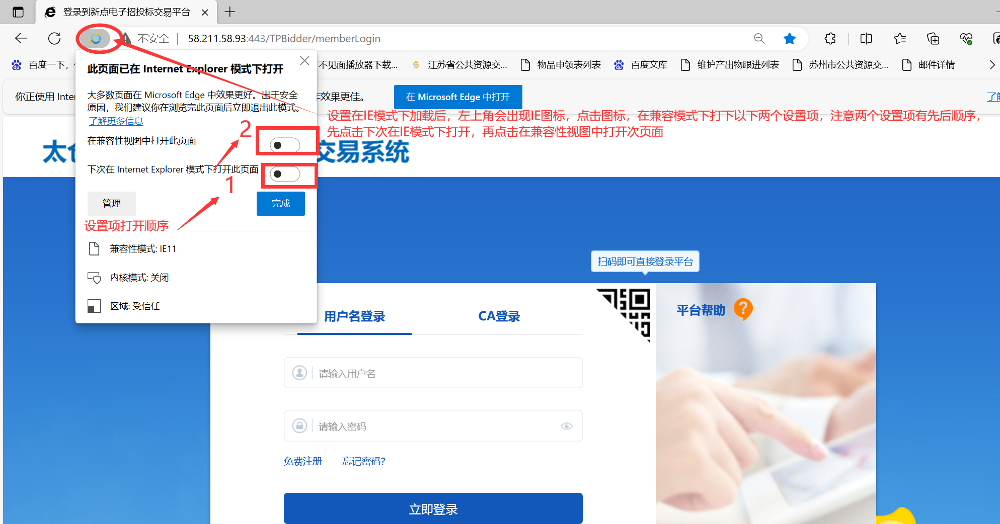 登录到新点电子招投标交易平台
不安全 58.211.58.93:443/TPBidder/memberLogin
百度一下，
不见面播放器下载...
江苏省公共资源交...
物品申领表列表
百度文库
维护产出物跟进列表
苏州市公共资源交...
邮件详情
此页面已在 Internet Explorer 模式下打开
大多数页面在 Microsoft Edge 中效果更好。出于安全
原因，我们建议你在浏览完此页面后立即退出此模式。
了解更多信息
你正使用 Inter
作效果更佳。
在 Microsoft Edge 中打开
了解
设置在IE模式下加载后，左上角会出现IE图标，点击图标，在兼容模式下打下以下两个设置项，注意两个设置项有先后顺序，
先点击下次在IE模式下打开，再点击在兼容性视图中打开次页面
2
在兼容性视图中打开此页面
太仓
交易系统
下次在 Internet Explorer 模式下打开此页面
1
管理
完成
设置项打开顺序
兼容性模式: IE11
内核模式: 关闭
区域: 受信任
扫码即可直接登录平台
用户名登录
CA登录
平台帮助
?
请输入用户名
请输入密码
免费注册
忘记密码?
立即登录